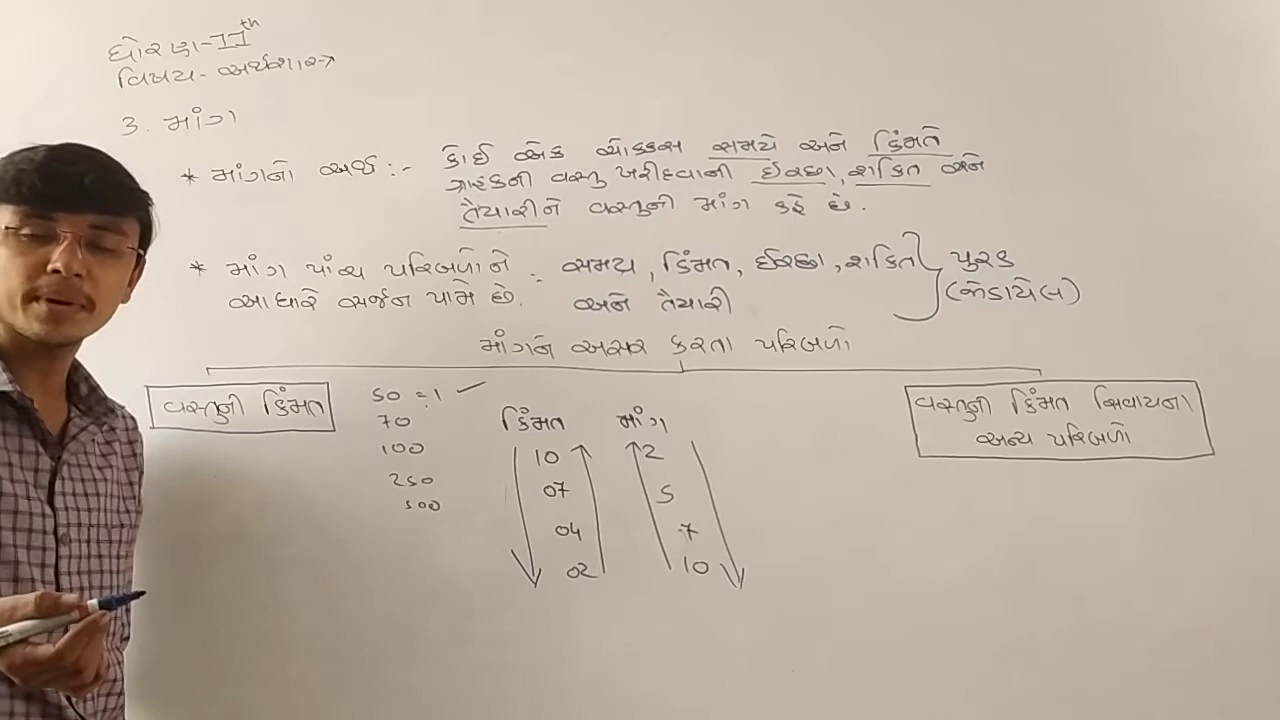 ધોરણ-11th
વિષય- અર્થશાસ્ત્ર
3. માંગ
* માંગનો અર્થ :- કોઈ એક ચોક્કસ સમયે અને કિંમતે
ગ્રાહકની વસ્તુ ખરીદવાની ઈચ્છા, શક્તિ અને
તૈયારીને વસ્તુની માંગ કહે છે.
* માંગ પાંચ પરિબળોને : સમય, કિંમત, ઈચ્છા, શક્તિ પુરક
આધારે સર્જન પામે છે. અને તૈયારી (જોડાયેલ)
માંગને અસર કરતા પરિબળો
વસ્તુની કિંમત
વસ્તુની કિંમત સિવાયના
અન્ય પરિબળો
50 = 1 ✓
70
100
250
500
કિંમત માંગ
10 2
07 5
04 7
02 10